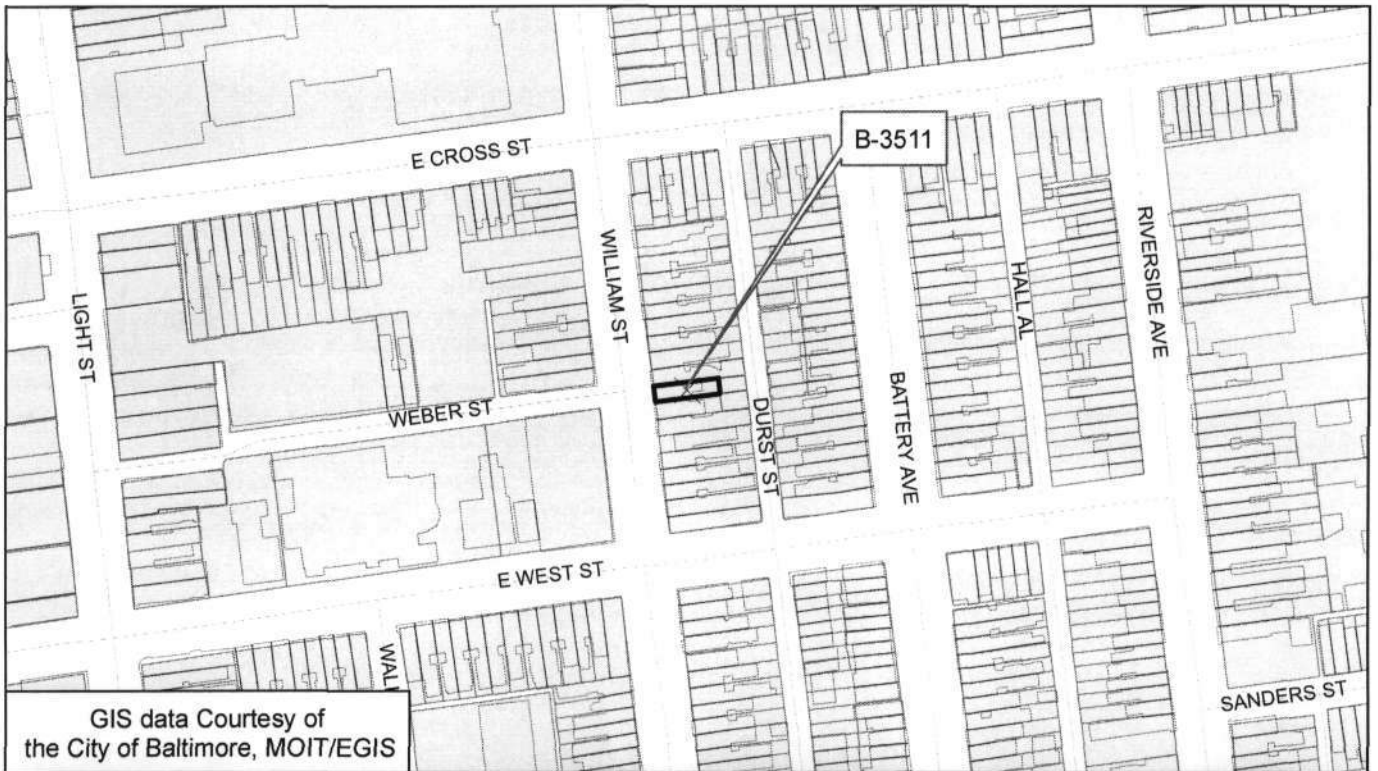 B-3511
E CROSS ST
WILLIAM ST
LIGHT ST
HALL AL
RIVERSIDE AVE
WEBER ST
DURST ST
BATTERY AVE
E WEST ST
SANDERS ST
GIS data Courtesy of
the City of Baltimore, MOIT/EGIS